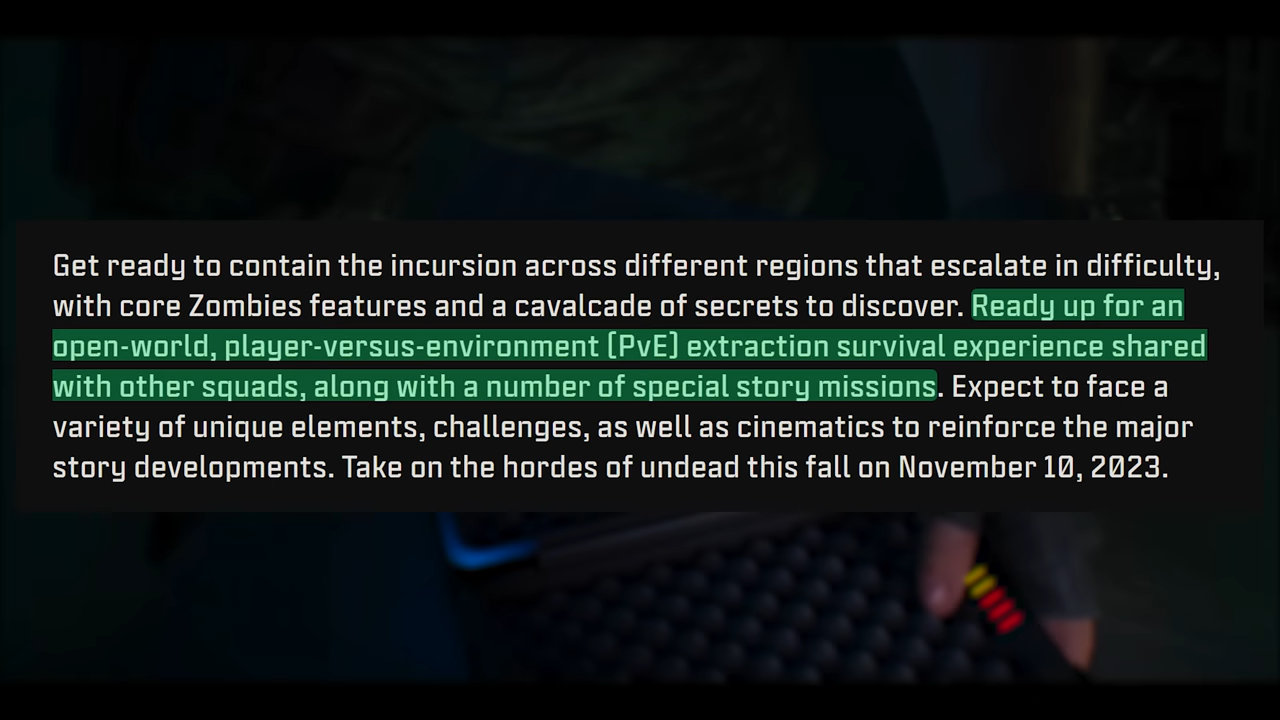 Get ready to contain the incursion across different regions that escalate in difficulty,
with core Zombies features and a cavalcade of secrets to discover. Ready up for an
open-world, player-versus-environment (PvE) extraction survival experience shared
with other squads, along with a number of special story missions. Expect to face a
variety of unique elements, challenges, as well as cinematics to reinforce the major
story developments. Take on the hordes of undead this fall on November 10, 2023.